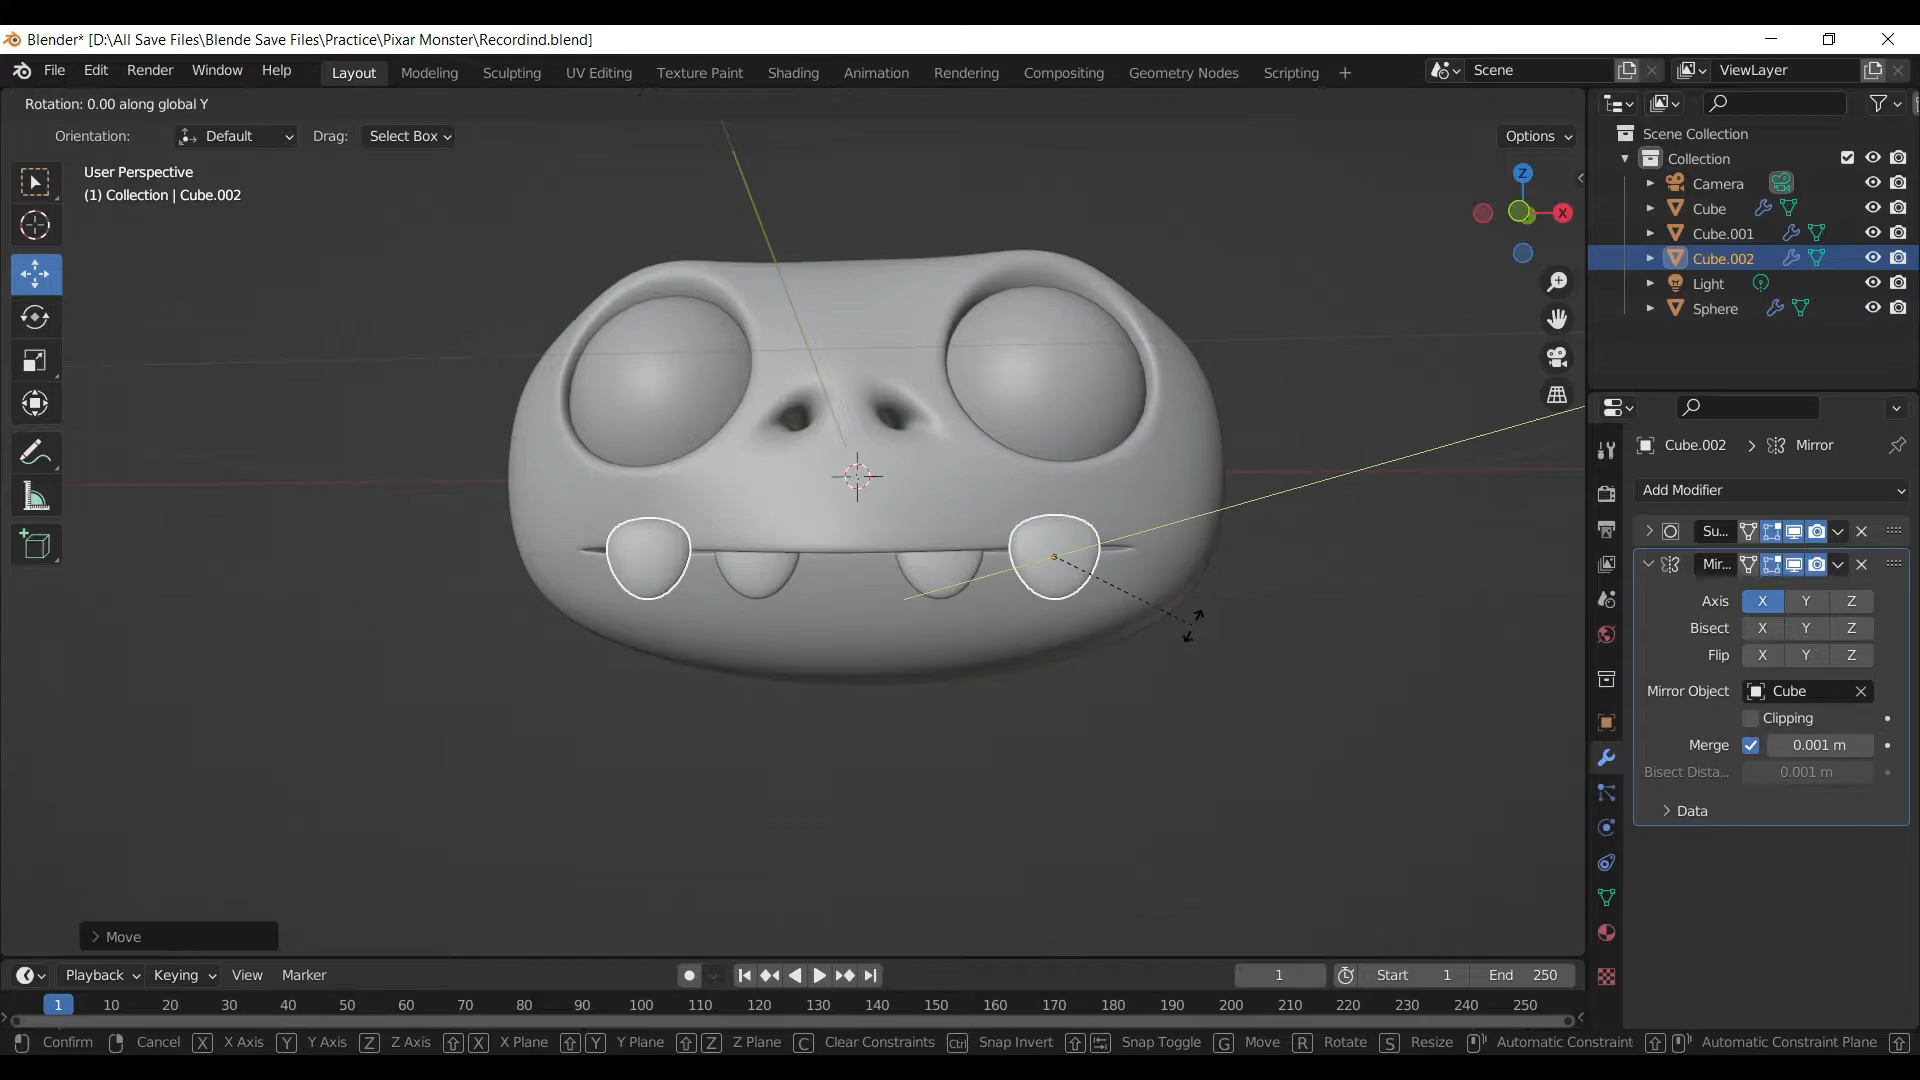 Blender* [D:\All Save Files\Blende Save Files\Practice\Pixar Monster\Recordind.blend]
File Edit Render Window Help Layout Modeling Sculpting UV Editing Texture Paint Shading Animation Rendering Compositing Geometry Nodes Scripting + Scene ViewLayer
Rotation: 0.00 along global Y
Orientation: Default Drag: Select Box Options
User Perspective
(1) Collection | Cube.002
Z
X
Move
Scene Collection
Collection
Camera
Cube
Cube.001
Cube.002
Light
Sphere
Cube.002 > Mirror
Add Modifier
Su...
Mir...
Axis X Y Z
Bisect X Y Z
Flip X Y Z
Mirror Object Cube
Clipping
Merge 0.001 m
Bisect Dista... 0.001 m
Data
Playback Keying View Marker 1 Start 1 End 250
1 10 20 30 40 50 60 70 80 90 100 110 120 130 140 150 160 170 180 190 200 210 220 230 240 250
Confirm Cancel X X Axis Y Y Axis Z Z Axis X X Plane Y Y Plane Z Z Plane C Clear Constraints Ctrl Snap Invert Snap Toggle G Move R Rotate S Resize Automatic Constraint Automatic Constraint Plane